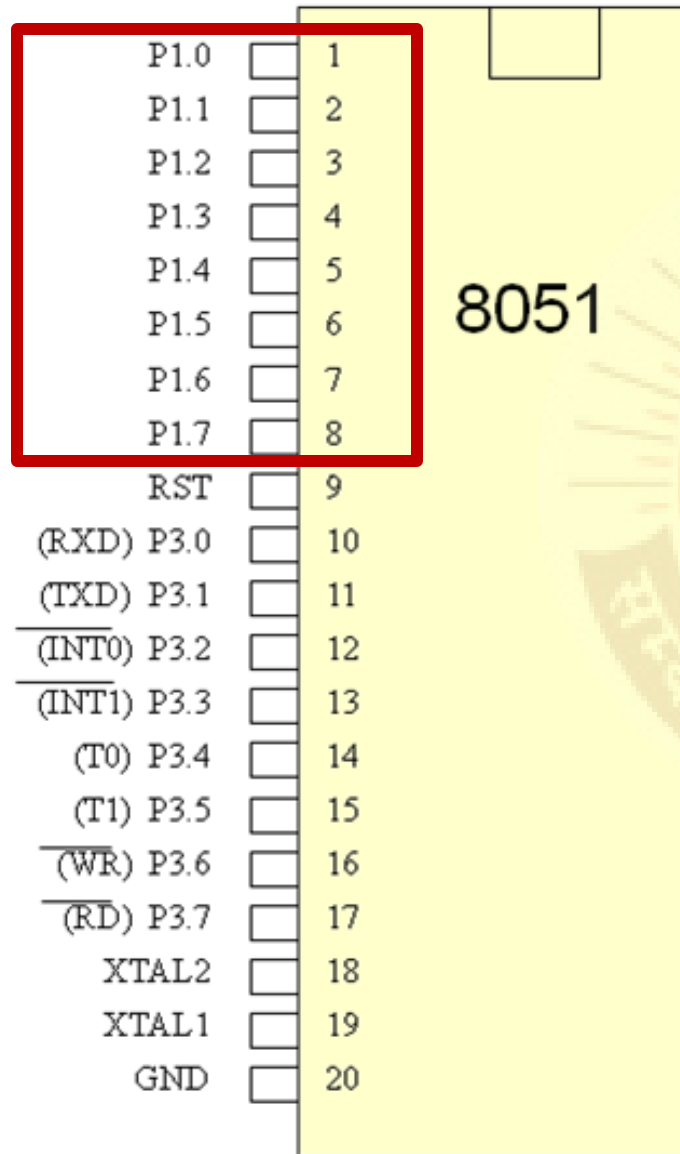 P1.0 1
P1.1 2
P1.2 3
P1.3 4
P1.4 5
8051
P1.5 6
P1.6 7
P1.7 8
RST 9
(RXD) P3.0 10
(TXD) P3.1 11
(INT0) P3.2 12
(INT1) P3.3 13
(T0) P3.4 14
(T1) P3.5 15
(WR) P3.6 16
(RD) P3.7 17
XTAL2 18
XTAL1 19
GND 20